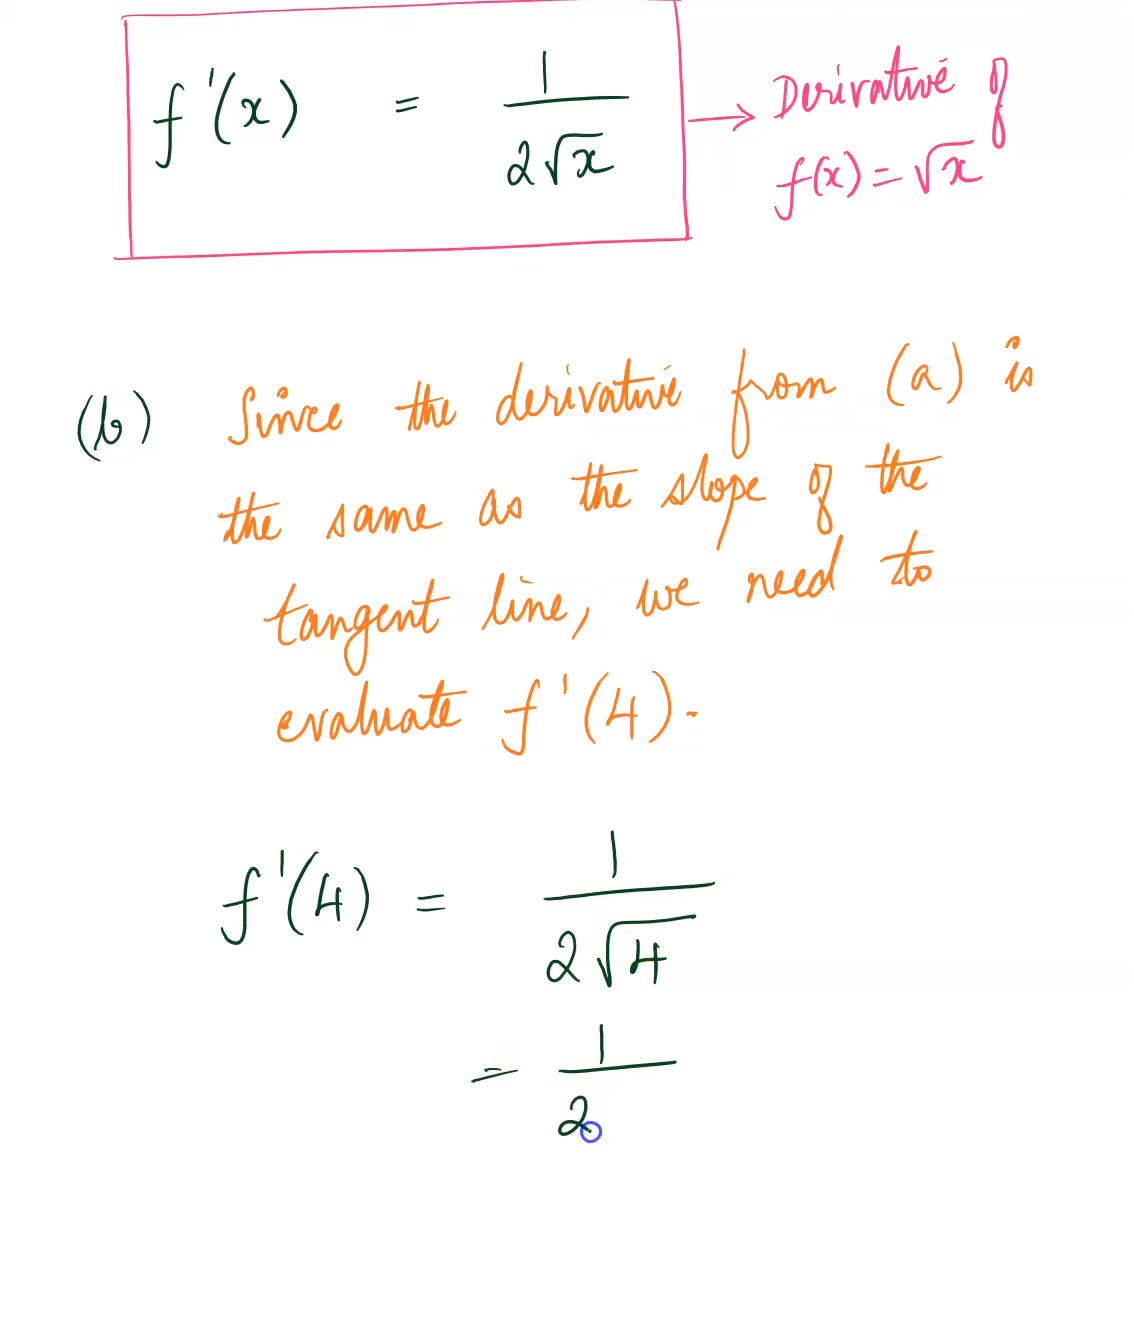 f'(x) = 1/(2√x) → Derivative of
f(x) = √x
(b) Since the derivative from (a) is
the same as the slope of the
tangent line, we need to
evaluate f'(4).
f'(4) = 1/(2√4)
= 1/2